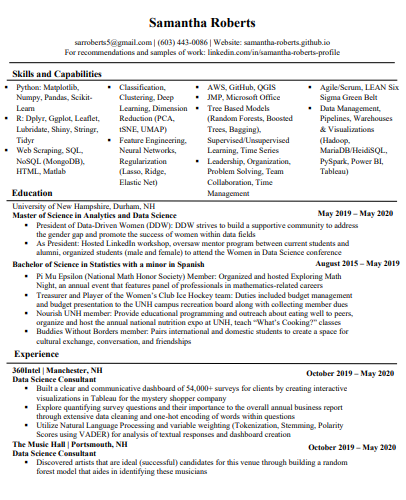 Samantha Roberts
sarroberts5@gmail.com | (603) 443-0086 | Website: samantha-roberts.github.io
For recommendations and samples of work: linkedin.com/in/samantha-roberts-profile
Skills and Capabilities
▪ Python: Matplotlib,
Numpy, Pandas, Scikit-
Learn
▪ R: Dplyr, Ggplot, Leaflet,
Lubridate, Shiny, Stringr,
Tidyr
▪ Web Scraping, SQL,
NoSQL (MongoDB),
HTML, Matlab
▪ Classification,
Clustering, Deep
Learning, Dimension
Reduction (PCA,
tSNE, UMAP)
▪ Feature Engineering,
Neural Networks,
Regularization
(Lasso, Ridge,
Elastic Net)
▪ AWS, GitHub, QGIS
▪ JMP, Microsoft Office
▪ Tree Based Models
(Random Forests, Boosted
Trees, Bagging),
Supervised/Unsupervised
Learning, Time Series
▪ Leadership, Organization,
Problem Solving, Team
Collaboration, Time
Management
▪ Agile/Scrum, LEAN Six
Sigma Green Belt
▪ Data Management,
Pipelines, Warehouses
& Visualizations
(Hadoop,
MariaDB/HeidiSQL,
PySpark, Power BI,
Tableau)
Education
University of New Hampshire, Durham, NH
Master of Science in Analytics and Data Science May 2019 – May 2020
▪ President of Data-Driven Women (DDW): DDW strives to build a supportive community to address
the gender gap and promote the success of women within data fields
▪ As President: Hosted LinkedIn workshop, oversaw mentor program between current students and
alumni, organized students (male and female) to attend the Women in Data Science conference
Bachelor of Science in Statistics with a minor in Spanish August 2015 – May 2019
▪ Pi Mu Epsilon (National Math Honor Society) Member: Organized and hosted Exploring Math
Night, an annual event that features panel of professionals in mathematics-related careers
▪ Treasurer and Player of the Women's Club Ice Hockey team: Duties included budget management
and budget presentation to the UNH campus recreation board along with collecting member dues
▪ Nourish UNH member: Provide educational programming and outreach about eating well to peers,
organize and host the annual national nutrition expo at UNH, teach "What's Cooking?" classes
▪ Buddies Without Borders member: Pairs international and domestic students to create a space for
cultural exchange, conversation, and friendships
Experience
360Intel | Manchester, NH October 2019 – May 2020
Data Science Consultant
▪ Built a clear and communicative dashboard of 54,000+ surveys for clients by creating interactive
visualizations in Tableau for the mystery shopper company
▪ Explore quantifying survey questions and their importance to the overall annual business report
through extensive data cleaning and one-hot encoding of words within questions
▪ Utilize Natural Language Processing and variable weighting (Tokenization, Stemming, Polarity
Scores using VADER) for analysis of textual responses and dashboard creation
The Music Hall | Portsmouth, NH October 2019 – May 2020
Data Science Consultant
▪ Discovered artists that are ideal (successful) candidates for this venue through building a random
forest model that aides in identifying these musicians